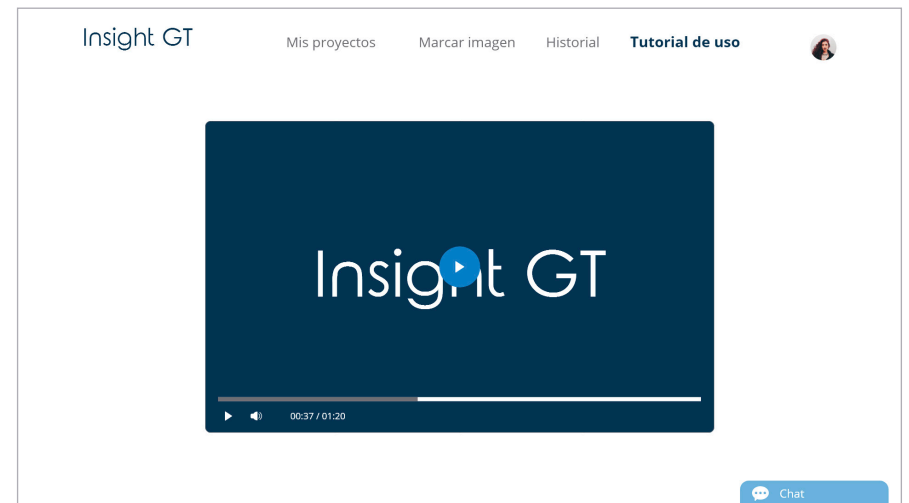 Insight GT
Mis proyectos
Marcar imagen
Historial
Tutorial de uso
Insight GT
00:37 / 01:20
Chat